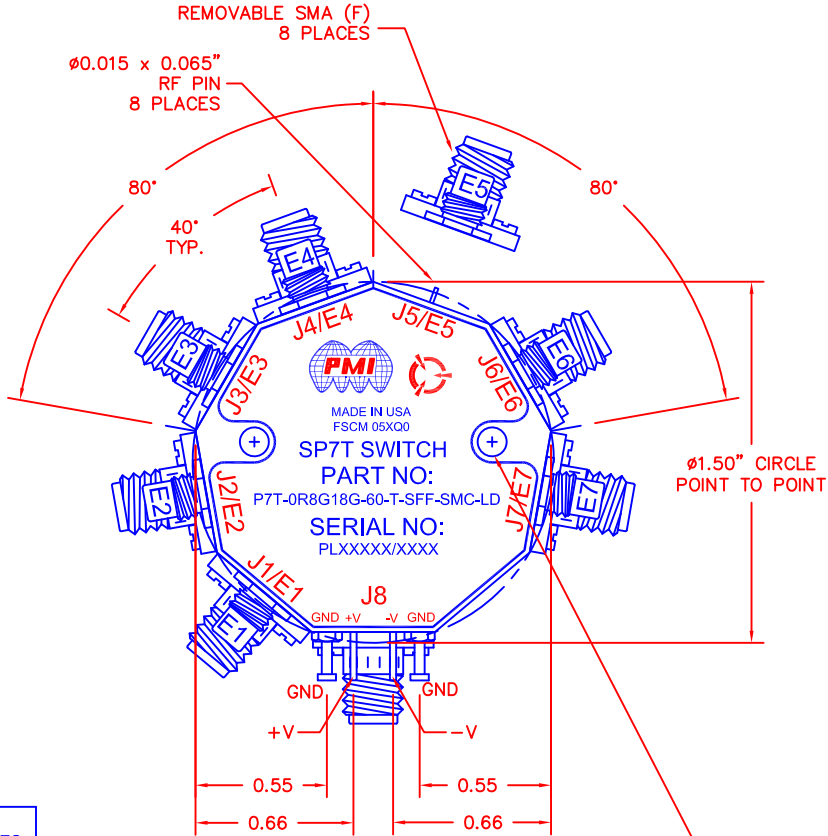 REMOVABLE SMA (F)
8 PLACES
ø0.015 x 0.065”
RF PIN
8 PLACES
80°
80°
40°
TYP.
E5
E4
E3
E6
E2
E7
E1
J4/E4
J5/E5
J3/E3
J6/E6
J2/E2
J7/E7
J1/E1
PMI
MADE IN USA
FSCM 05XQ0
SP7T SWITCH
PART NO:
P7T-0R8G18G-60-T-SFF-SMC-LD
SERIAL NO:
PLXXXXX/XXXX
J8
GND +V -V GND
ø1.50” CIRCLE
POINT TO POINT
GND
GND
+V
-V
0.55
0.55
0.66
0.66